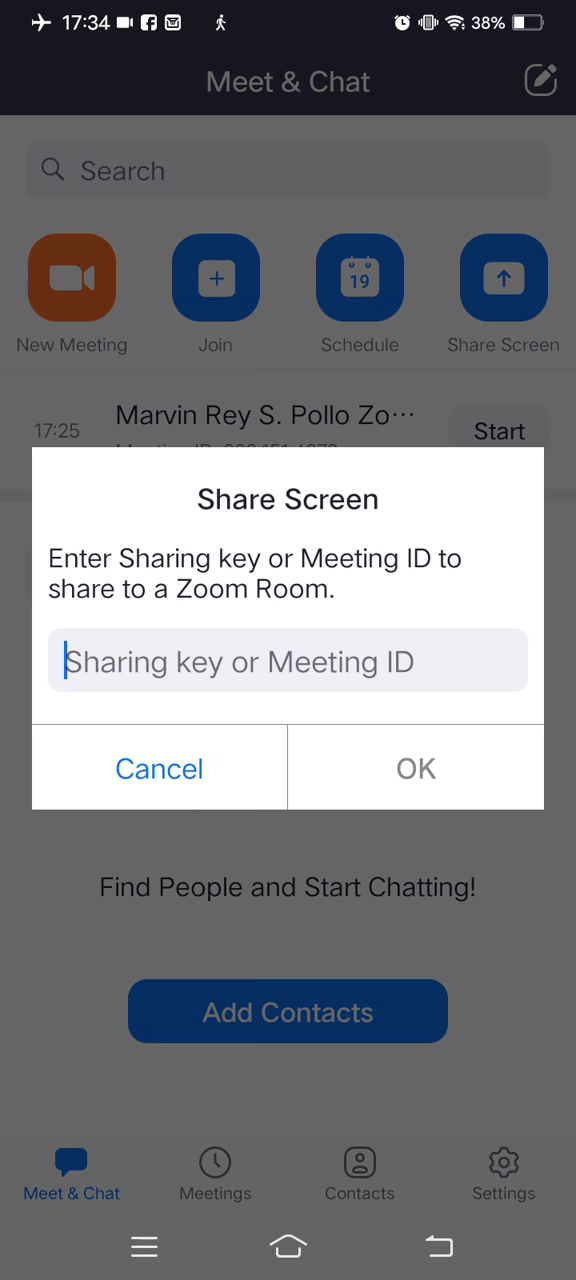 17:34
38%
Meet & Chat
Search
19
New Meeting
Join
Schedule
Share Screen
17:25
Marvin Rey S. Pollo Zo···
Start
Share Screen
Enter Sharing key or Meeting ID to
share to a Zoom Room.
Sharing key or Meeting ID
Cancel
OK
Find People and Start Chatting!
Add Contacts
Meet & Chat
Meetings
Contacts
Settings